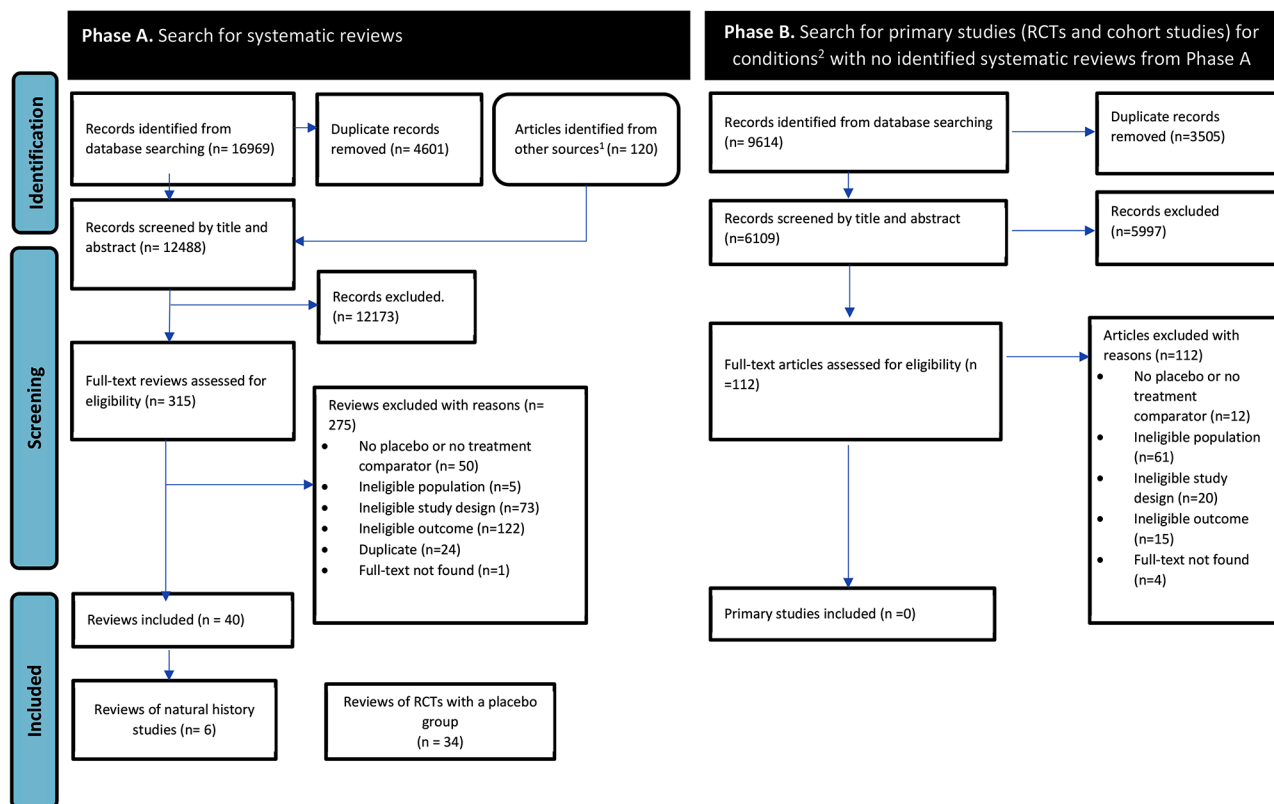 Phase A. Search for systematic reviews
Phase B. Search for primary studies (RCTs and cohort studies) for
conditions2 with no identified systematic reviews from Phase A
Identification
Records identified from
database searching (n= 16969)
Duplicate records
removed (n= 4601)
Articles identified from
other sources1 (n= 120)
Records screened by title and
abstract (n= 12488)
Records identified from database searching
(n= 9614)
Duplicate records
removed (n=3505)
Records screened by title and abstract
(n=6109)
Records excluded
(n=5997)
Screening
Records excluded.
(n= 12173)
Full-text reviews assessed for
eligibility (n= 315)
Reviews excluded with reasons (n=
275)
• No placebo or no treatment
comparator (n= 50)
• Ineligible population (n=5)
• Ineligible study design (n=73)
• Ineligible outcome (n=122)
• Duplicate (n=24)
• Full-text not found (n=1)
Full-text articles assessed for eligibility (n
=112)
Articles excluded with
reasons (n=112)
• No placebo or no
treatment
comparator (n=12)
• Ineligible population
(n=61)
• Ineligible study
design (n=20)
• Ineligible outcome
(n=15)
• Full-text not found
(n=4)
Included
Reviews included (n = 40)
Reviews of natural history
studies (n= 6)
Reviews of RCTs with a placebo
group
(n = 34)
Primary studies included (n =0)